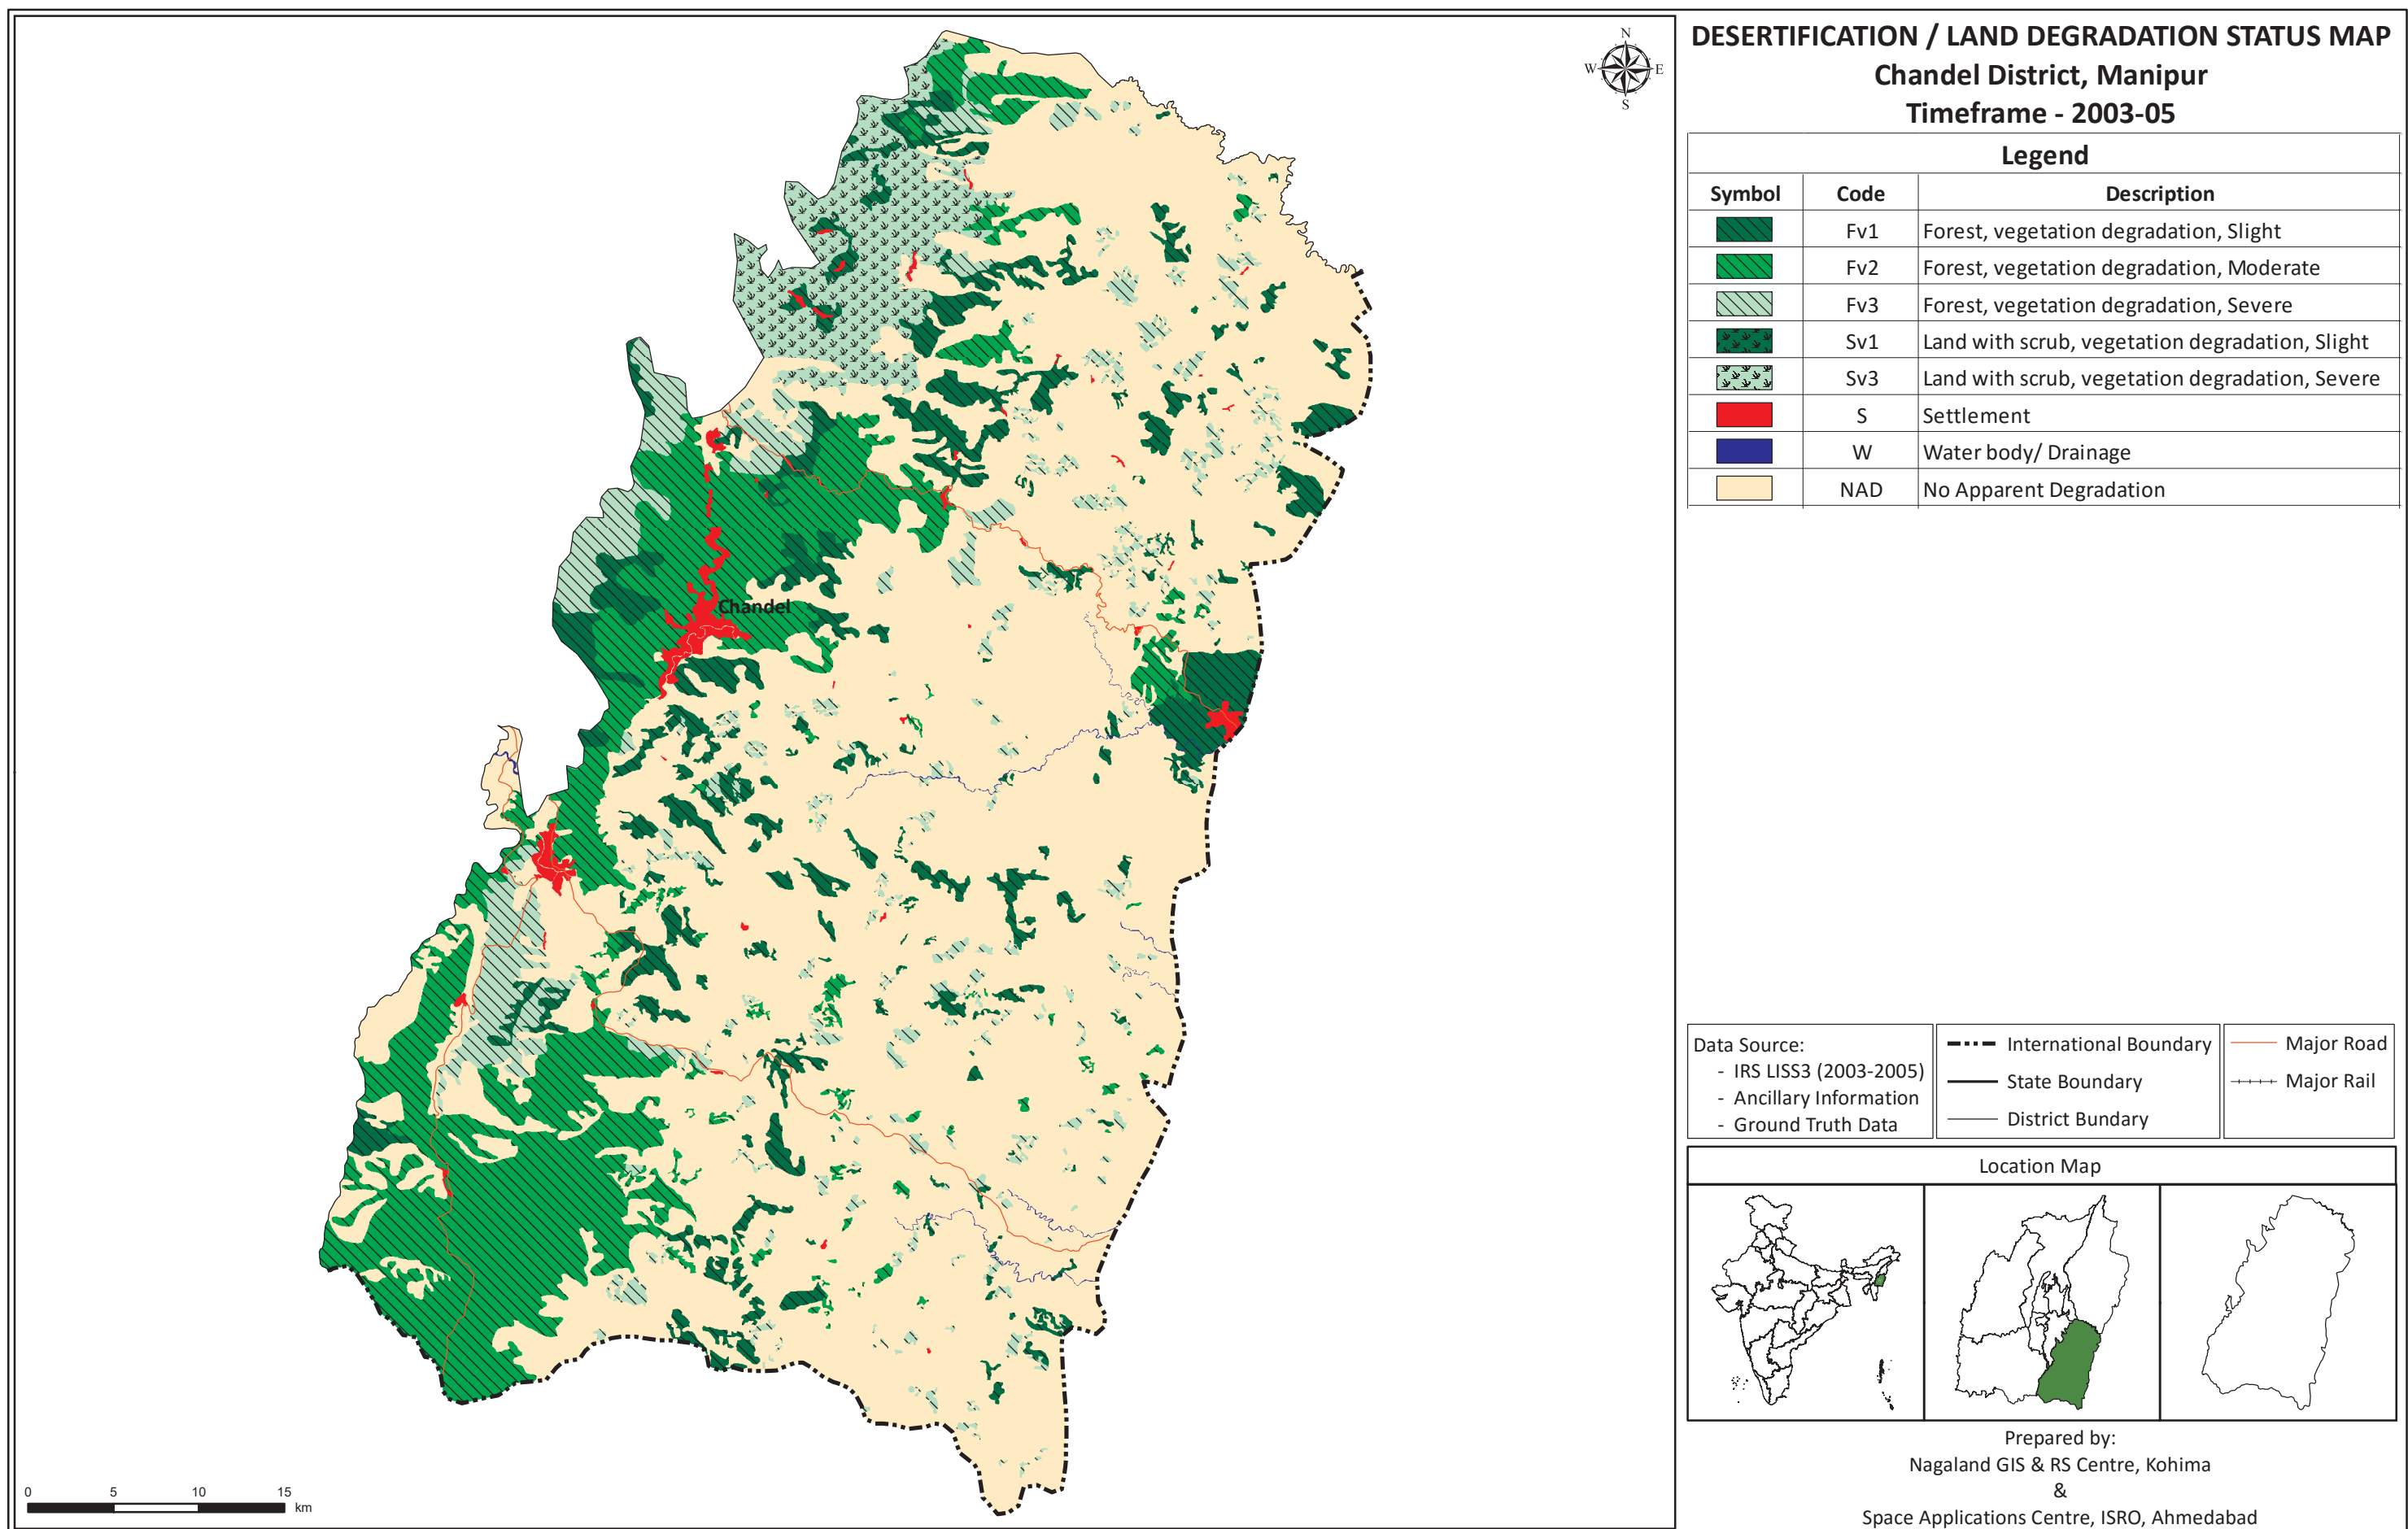 DESERTIFICATION / LAND DEGRADATION STATUS MAP
Chandel District, Manipur
Timeframe - 2003-05
Legend
Symbol Code Description
Fv1 Forest, vegetation degradation, Slight
Fv2 Forest, vegetation degradation, Moderate
Fv3 Forest, vegetation degradation, Severe
Sv1 Land with scrub, vegetation degradation, Slight
Sv3 Land with scrub, vegetation degradation, Severe
S Settlement
W Water body/ Drainage
NAD No Apparent Degradation
N
W E
S
Chandel
0 5 10 15
km
Data Source:
- IRS LISS3 (2003-2005)
- Ancillary Information
- Ground Truth Data
International Boundary
State Boundary
District Bundary
Major Road
Major Rail
Location Map
Prepared by:
Nagaland GIS & RS Centre, Kohima
&
Space Applications Centre, ISRO, Ahmedabad